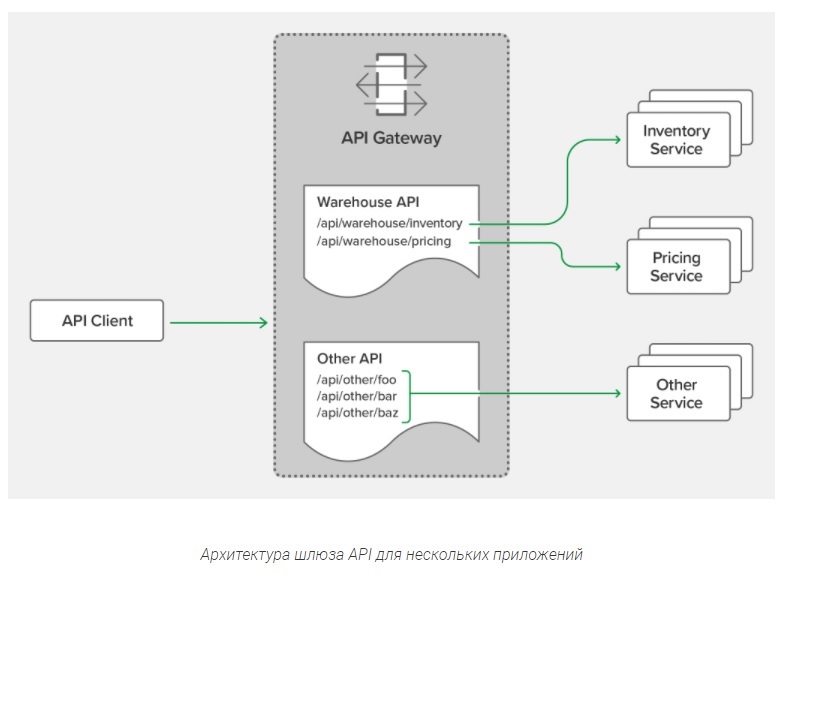 API Gateway
Warehouse API
/api/warehouse/inventory
/api/warehouse/pricing
API Client
Other API
/api/other/foo
/api/other/bar
/api/other/baz
Inventory
Service
Pricing
Service
Other
Service
Архитектура шлюза API для нескольких приложений